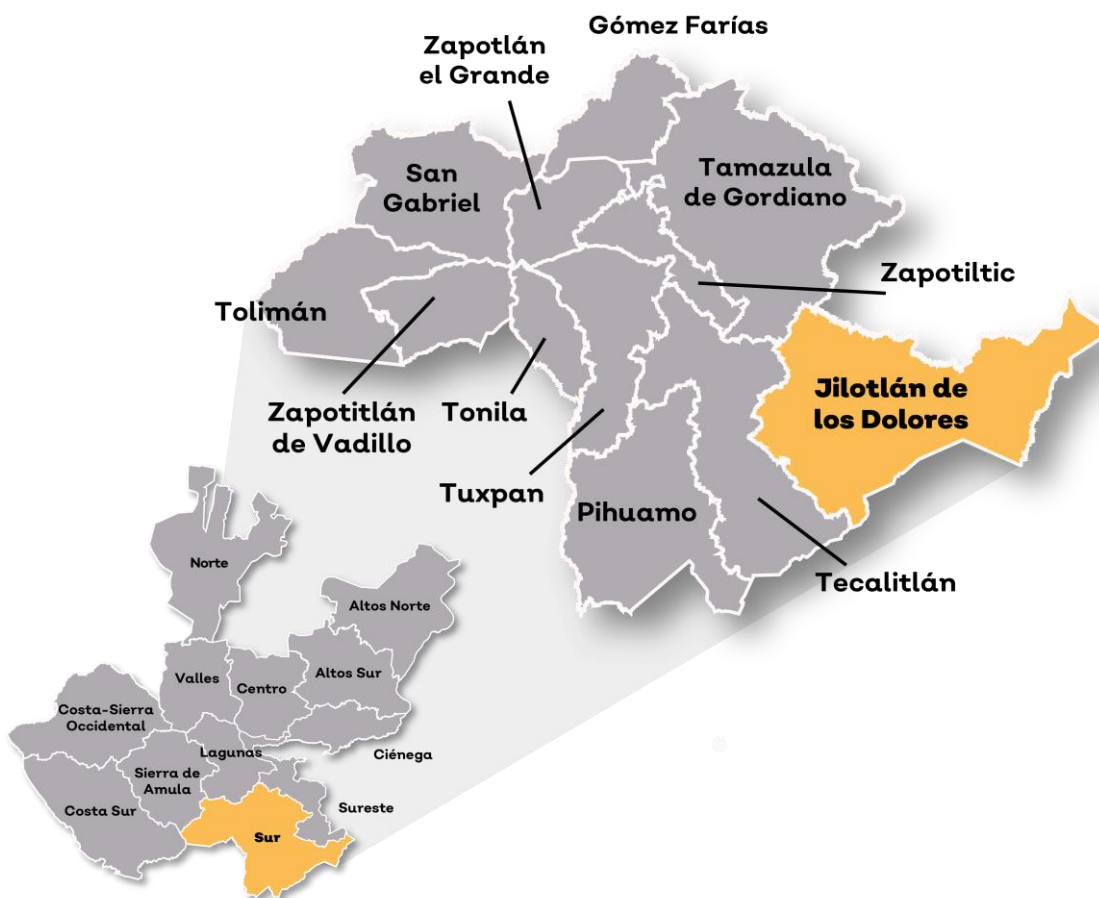 Gómez Farías
Zapotlán
el Grande
San
Gabriel
Tamazula
de Gordiano
Zapotiltic
Tolimán
Jilotlán de
los Dolores
Zapotitlán
de Vadillo
Tonila
Tuxpan
Pihuamo
Tecalitlán
Norte
Altos Norte
Valles
Centro
Altos Sur
Costa-Sierra
Occidental
Lagunas
Ciénega
Sierra de
Amula
Costa Sur
Sureste
Sur